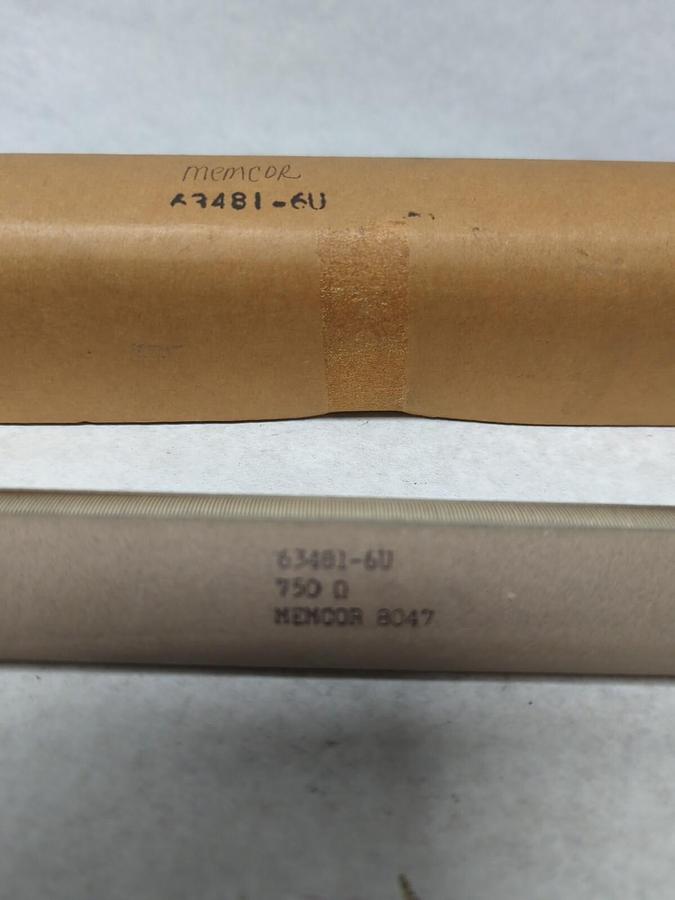 MEMCOR
63481-6U
63481-6U
750 Ω
MEMCOR 8047